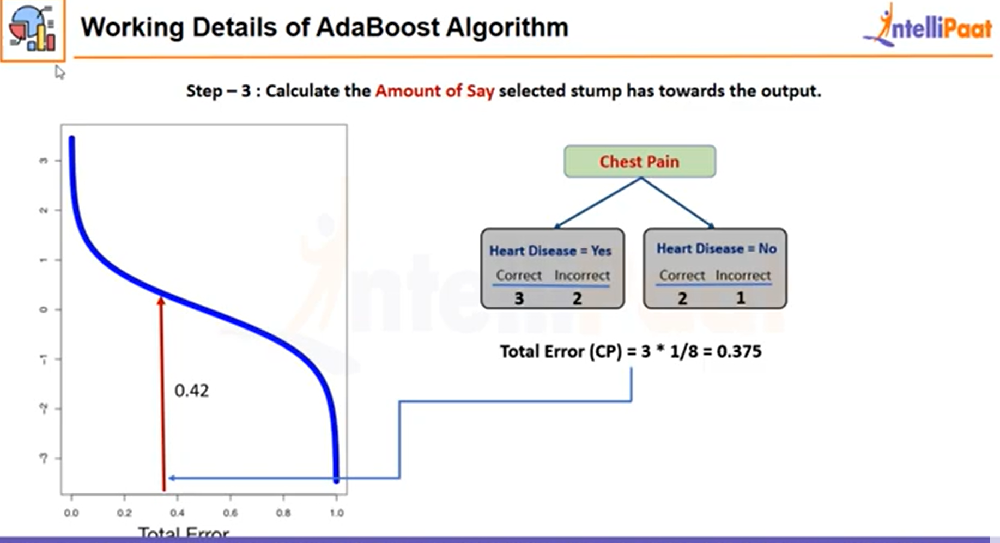 Working Details of AdaBoost Algorithm
IntelliPaat
Step – 3 : Calculate the Amount of Say selected stump has towards the output.
3
2
1
0
-1
-2
-3
0.42
0.0 0.2 0.4 0.6 0.8 1.0
Total Error
Chest Pain
Heart Disease = Yes
Correct Incorrect
3 2
Heart Disease = No
Correct Incorrect
2 1
Total Error (CP) = 3 * 1/8 = 0.375